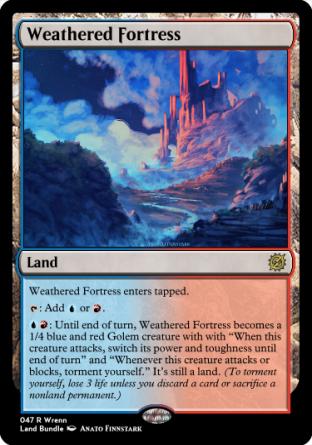 Weathered Fortress
Land
Weathered Fortress enters tapped.
: Add or .
: Until end of turn, Weathered Fortress becomes a
1/4 blue and red Golem creature with with “When this
creature attacks, switch its power and toughness until
end of turn” and “Whenever this creature attacks or
blocks, torment yourself.” It’s still a land. (To torment
yourself, lose 3 life unless you discard a card or sacrifice a
nonland permanent.)
047 R Wrenn
Land Bundle Anato Finnstark